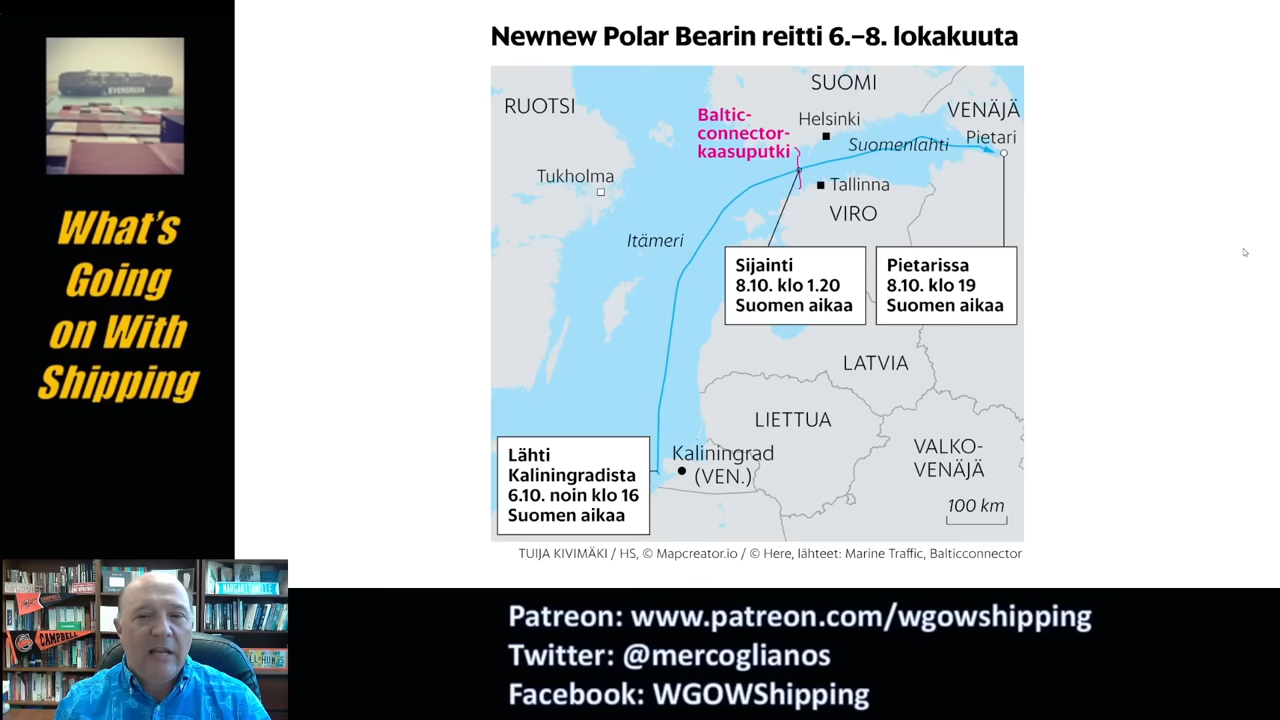 Newnew Polar Bearin reitti 6.–8. lokakuuta
EVERGREEN
What's
Going
on With
Shipping
RUOTSI
SUOMI
VENÄJÄ
Baltic-
connector-
kaasuputki
Helsinki
Suomenlahti
Pietari
Tukholma
Tallinna
VIRO
Itämeri
Sijainti
8.10. klo 1.20
Suomen aikaa
Pietarissa
8.10. klo 19
Suomen aikaa
LATVIA
LIETTUA
VALKO-
VENÄJÄ
Lähti
Kaliningradista
6.10. noin klo 16
Suomen aikaa
Kaliningrad
(VEN.)
100 km
TUIJA KIVIMÄKI / HS, © Mapcreator.io / © Here, lähteet: Marine Traffic, Balticconnector
CAMPBELL
Patreon: www.patreon.com/wgowshipping
Twitter: @mercoglianos
Facebook: WGOWShipping